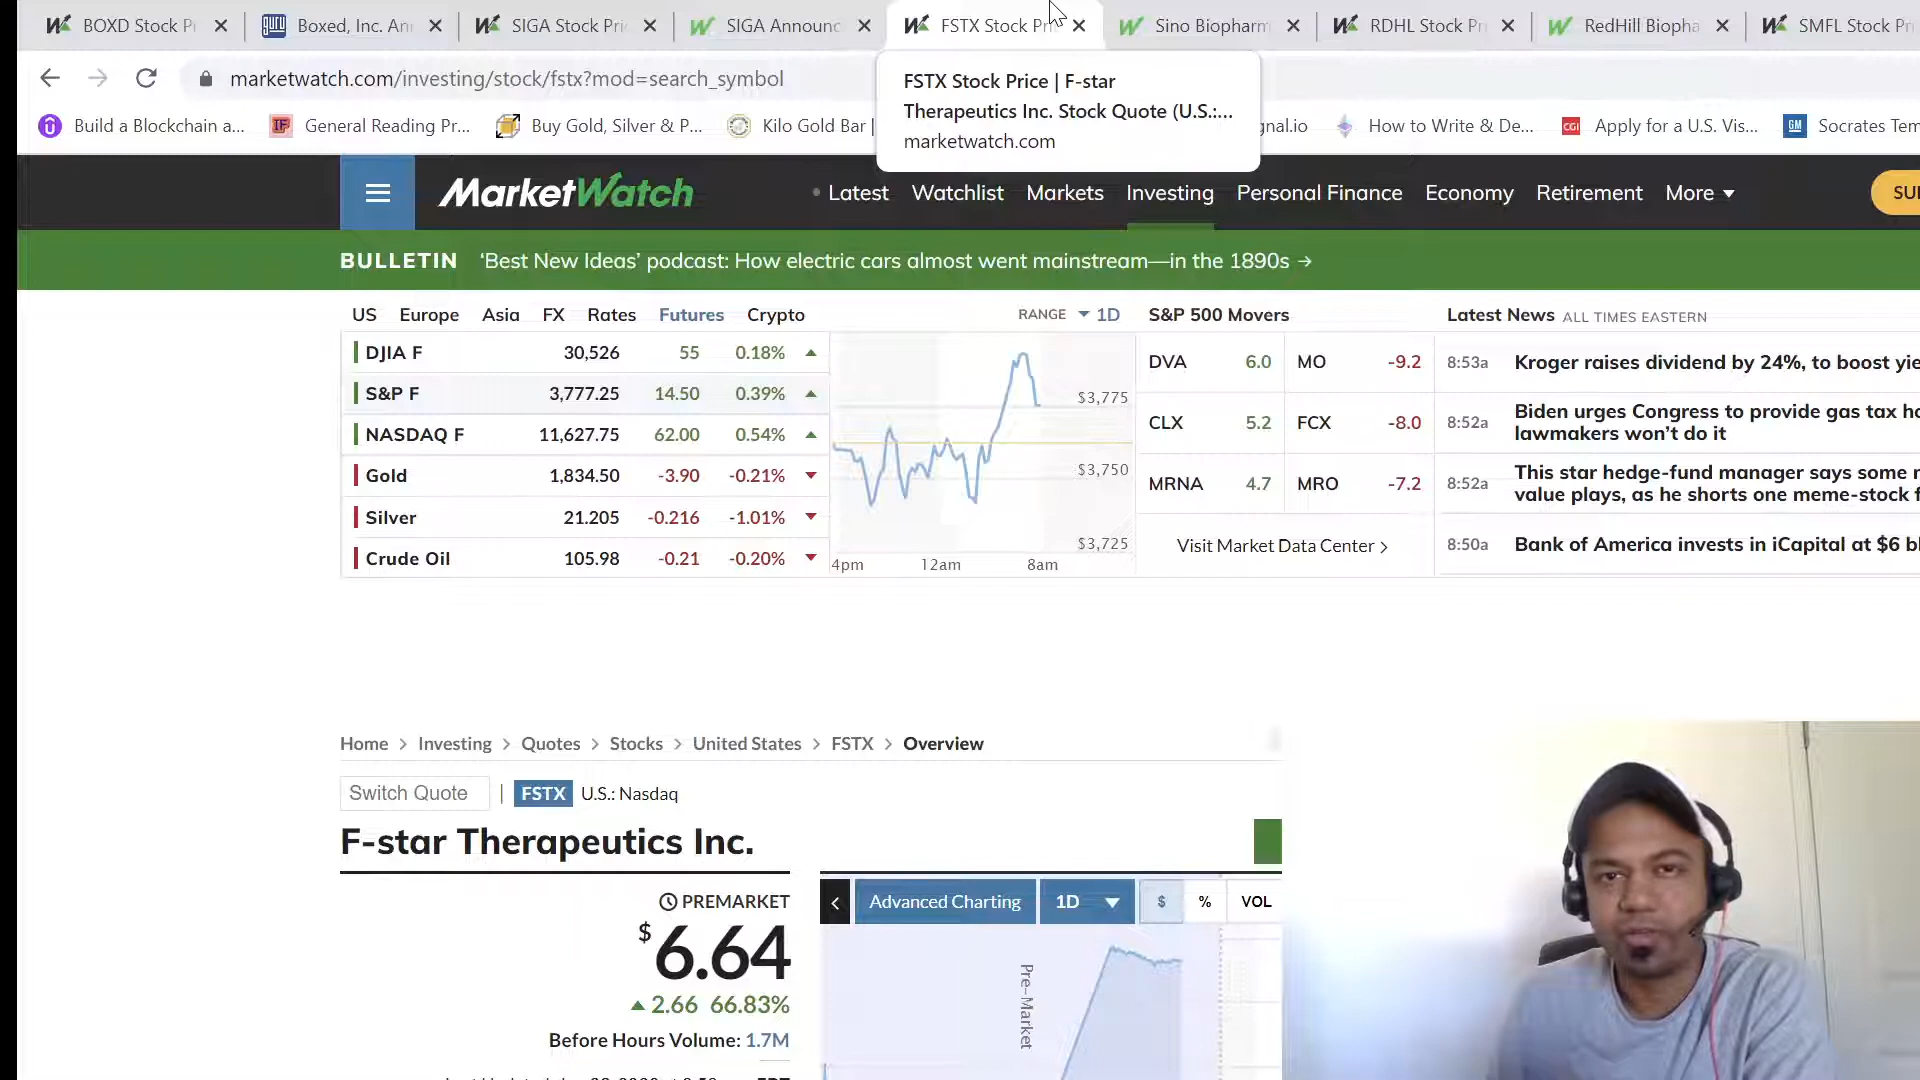 BOXD Stock Pr
Boxed, Inc. An
SIGA Stock Pric
SIGA Announc
FSTX Stock Pri
Sino Biopharm
RDHL Stock Pr
RedHill Biopha
SMFL Stock Pri
marketwatch.com/investing/stock/fstx?mod=search_symbol
FSTX Stock Price | F-star
Therapeutics Inc. Stock Quote (U.S.:...
marketwatch.com
Build a Blockchain a...
General Reading Pr...
Buy Gold, Silver & P...
Kilo Gold Bar |
gnal.io
How to Write & De...
CGI
Apply for a U.S. Vis...
GM
Socrates Tem
MarketWatch
Latest
Watchlist
Markets
Investing
Personal Finance
Economy
Retirement
More
SU
BULLETIN ‘Best New Ideas’ podcast: How electric cars almost went mainstream—in the 1890s →
US Europe Asia FX Rates Futures Crypto
RANGE 1D
S&P 500 Movers
Latest News ALL TIMES EASTERN
DJIA F 30,526 55 0.18%
S&P F 3,777.25 14.50 0.39%
NASDAQ F 11,627.75 62.00 0.54%
Gold 1,834.50 -3.90 -0.21%
Silver 21.205 -0.216 -1.01%
Crude Oil 105.98 -0.21 -0.20%
$3,775
$3,750
$3,725
4pm 12am 8am
DVA 6.0 MO -9.2
CLX 5.2 FCX -8.0
MRNA 4.7 MRO -7.2
Visit Market Data Center >
8:53a Kroger raises dividend by 24%, to boost yie
8:52a Biden urges Congress to provide gas tax ho
lawmakers won’t do it
8:52a This star hedge-fund manager says some
value plays, as he shorts one meme-stock f
8:50a Bank of America invests in iCapital at $6 b
Home > Investing > Quotes > Stocks > United States > FSTX > Overview
Switch Quote | FSTX U.S.: Nasdaq
F-star Therapeutics Inc.
PREMARKET
$6.64
2.66 66.83%
Before Hours Volume: 1.7M
Advanced Charting 1D $ % VOL
Pre-Market